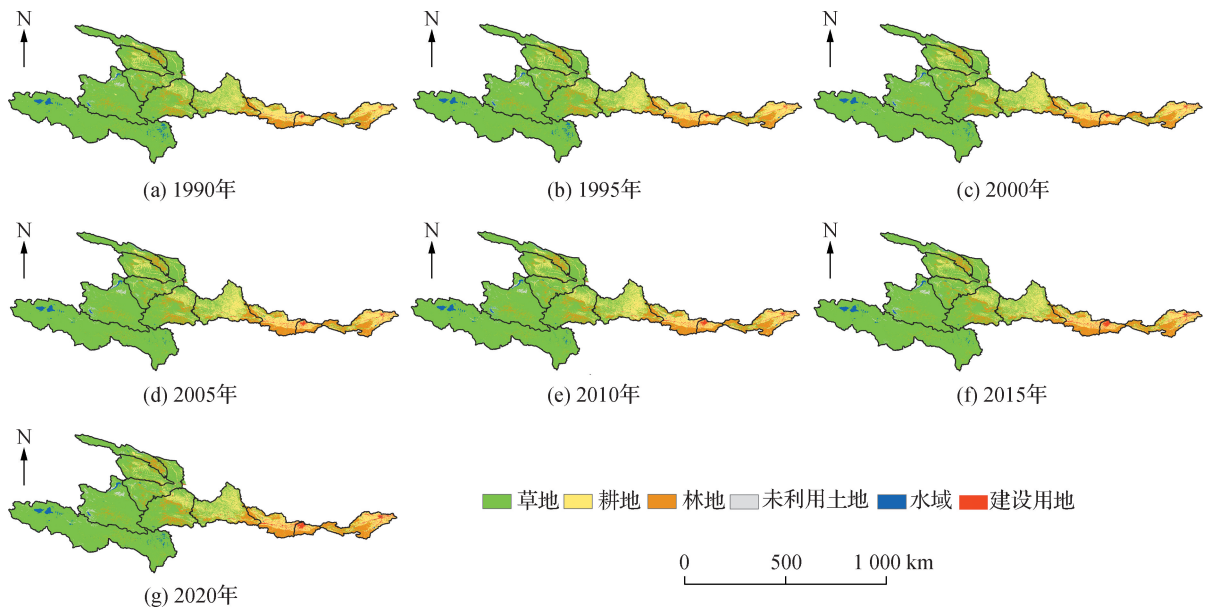 N
N
N
(a) 1990年
(b) 1995年
(c) 2000年
N
N
N
(d) 2005年
(e) 2010年
(f) 2015年
N
草地
耕地
林地
未利用土地
水域
建设用地
0 500 1 000 km
(g) 2020年